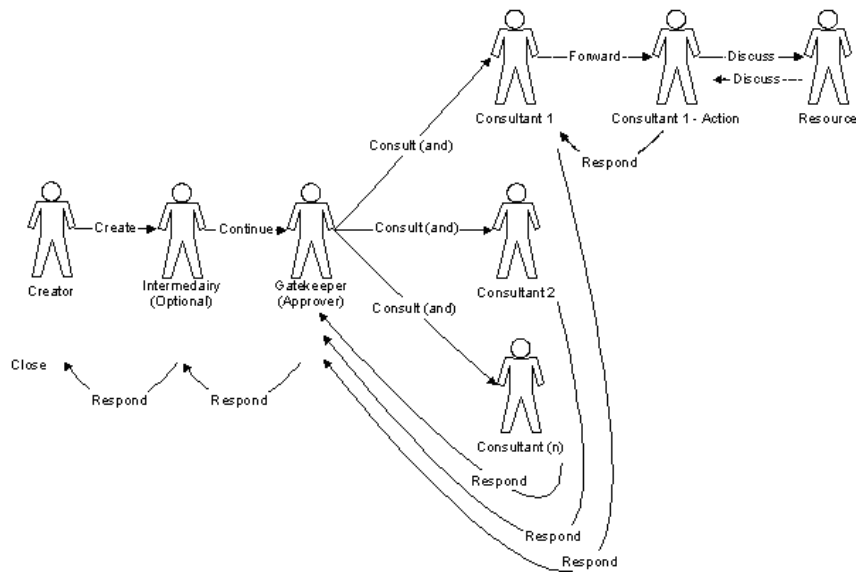 Forward
Discuss
Discuss
Consultant 1
Consultant 1 - Action
Resource
Consult (and)
Respond
Create
Continue
Consult (and)
Creator
Intermedairy
(Optional)
Gatekeeper
(Approver)
Consultant 2
Consult (and)
Close
Respond
Respond
Consultant (n)
Respond
Respond
Respond